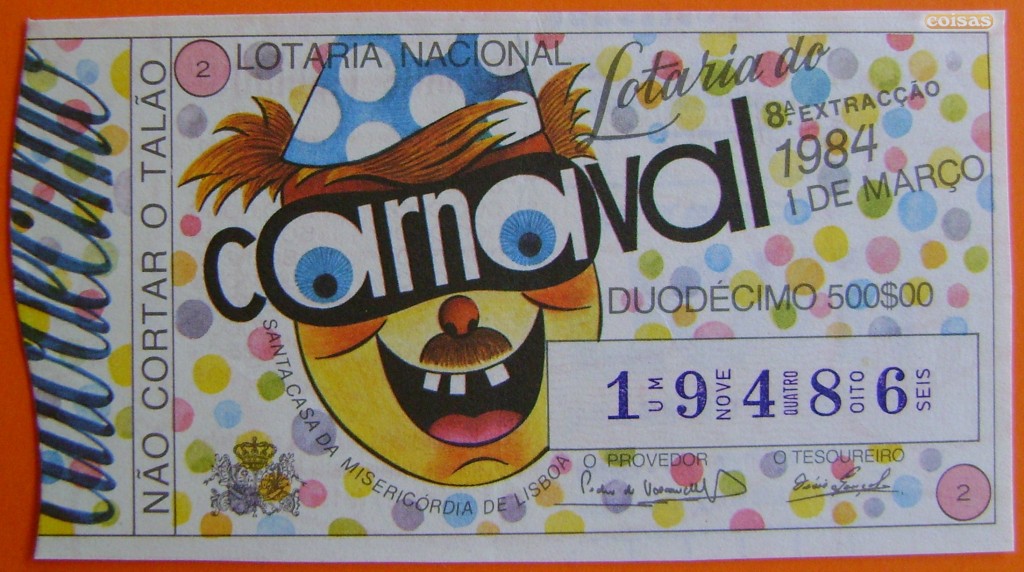 coisas
2
LOTARIA NACIONAL
Lotaria do
carnaval
8ª EXTRACÇÃO
1984
1 DE MARÇO
NÃO CORTAR O TALÃO
DUODÉCIMO 500$00
1 UM 9 NOVE 4 QUATRO 8 OITO 6 SEIS
SANTA CASA DA MISERICÓRDIA DE LISBOA
O PROVEDOR
O TESOUREIRO
2